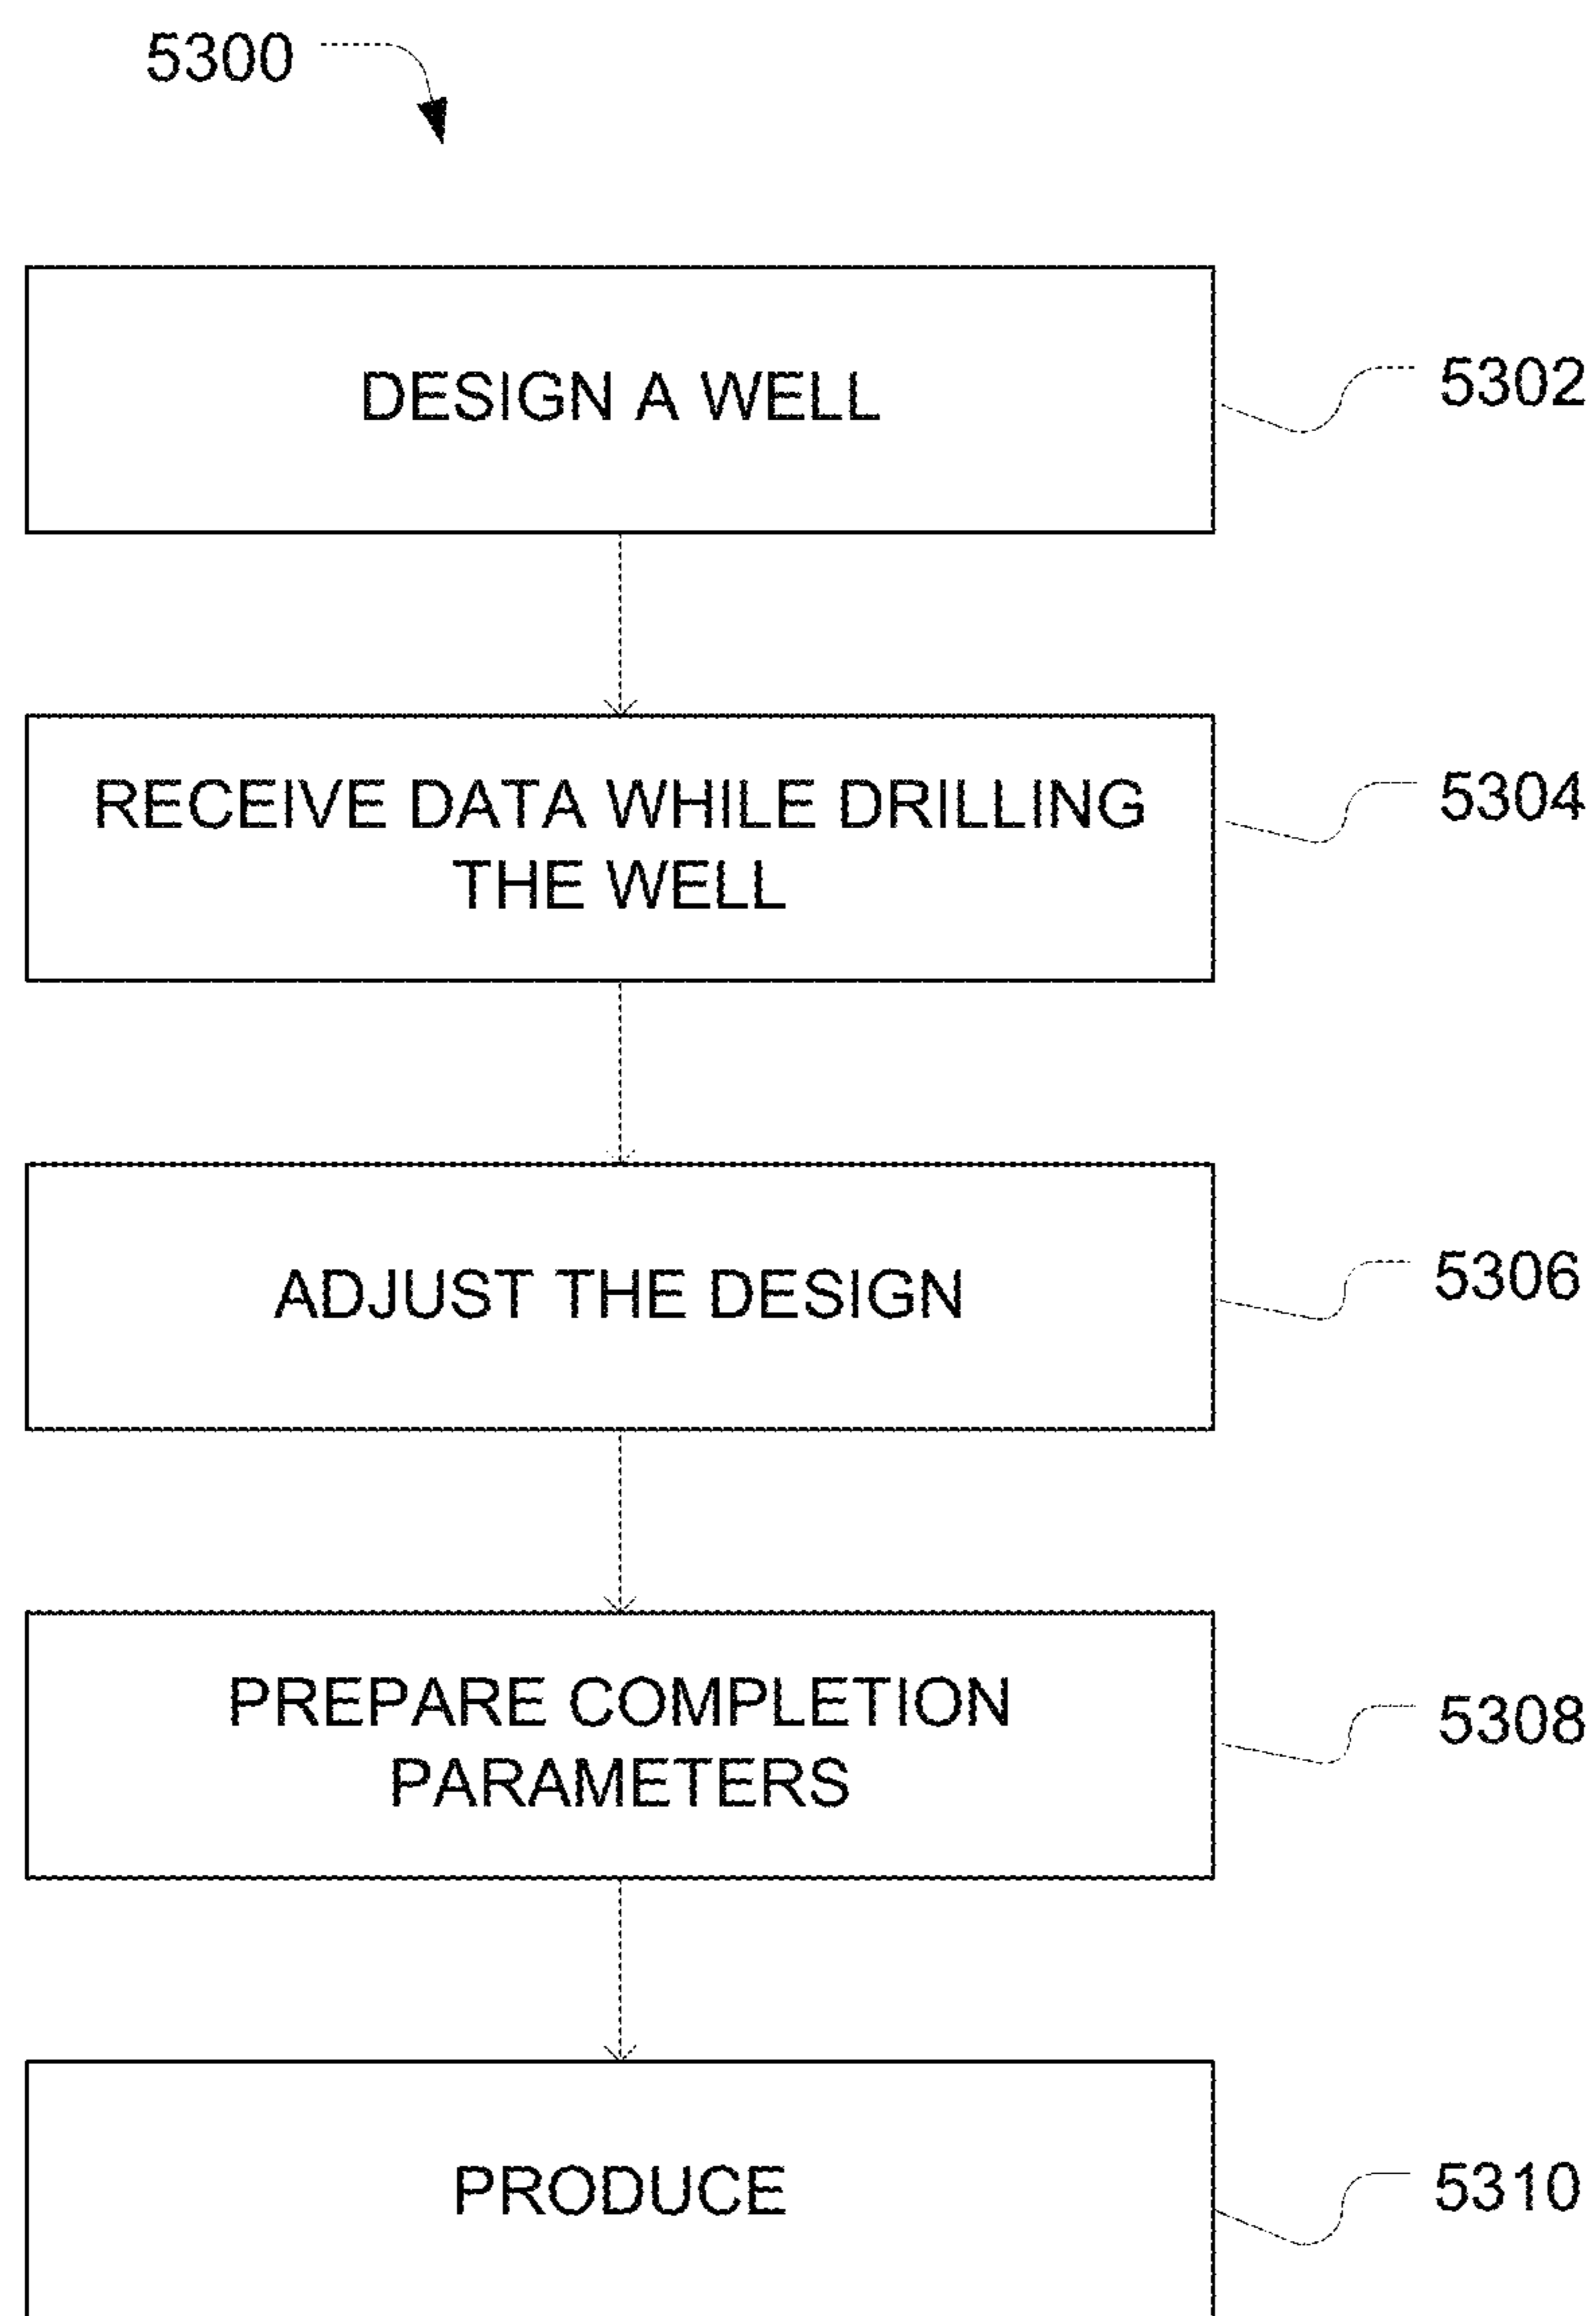 5300
DESIGN A WELL
5302
RECEIVE DATA WHILE DRILLING
THE WELL
5304
ADJUST THE DESIGN
5306
PREPARE COMPLETION
PARAMETERS
5308
PRODUCE
5310